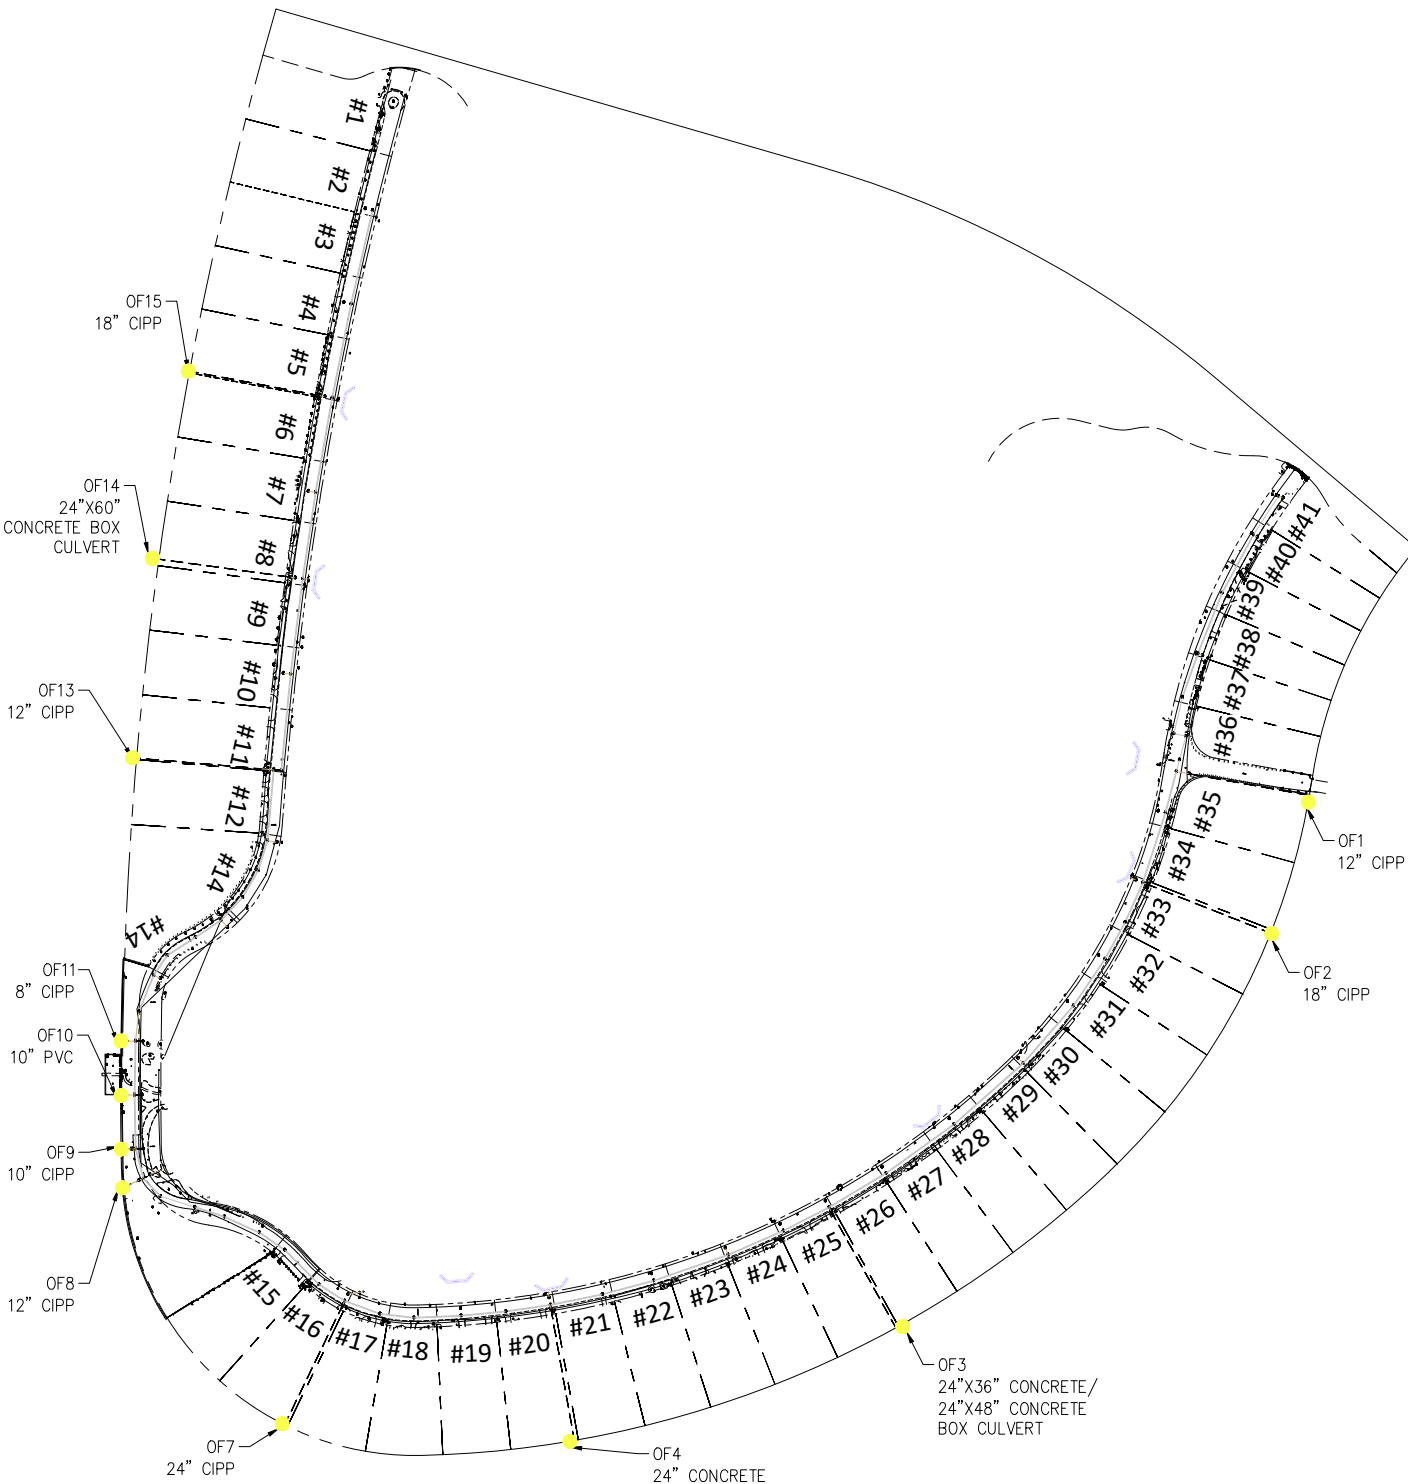 #1
#2
#3
#4
#5
#6
#7
#8
#9
#10
#11
#12
#14
#14
#15
#16
#17
#18
#19
#20
#21
#22
#23
#24
#25
#26
#27
#28
#29
#30
#31
#32
#33
#34
#35
#36
#37
#38
#39
#40
#41
OF15
18" CIPP
OF14
24"X60"
CONCRETE BOX
CULVERT
OF13
12" CIPP
OF11
8" CIPP
OF10
10" PVC
OF9
10" CIPP
OF8
12" CIPP
OF7
24" CIPP
OF4
24" CONCRETE
OF3
24"X36" CONCRETE/
24"X48" CONCRETE
BOX CULVERT
OF2
18" CIPP
OF1
12" CIPP